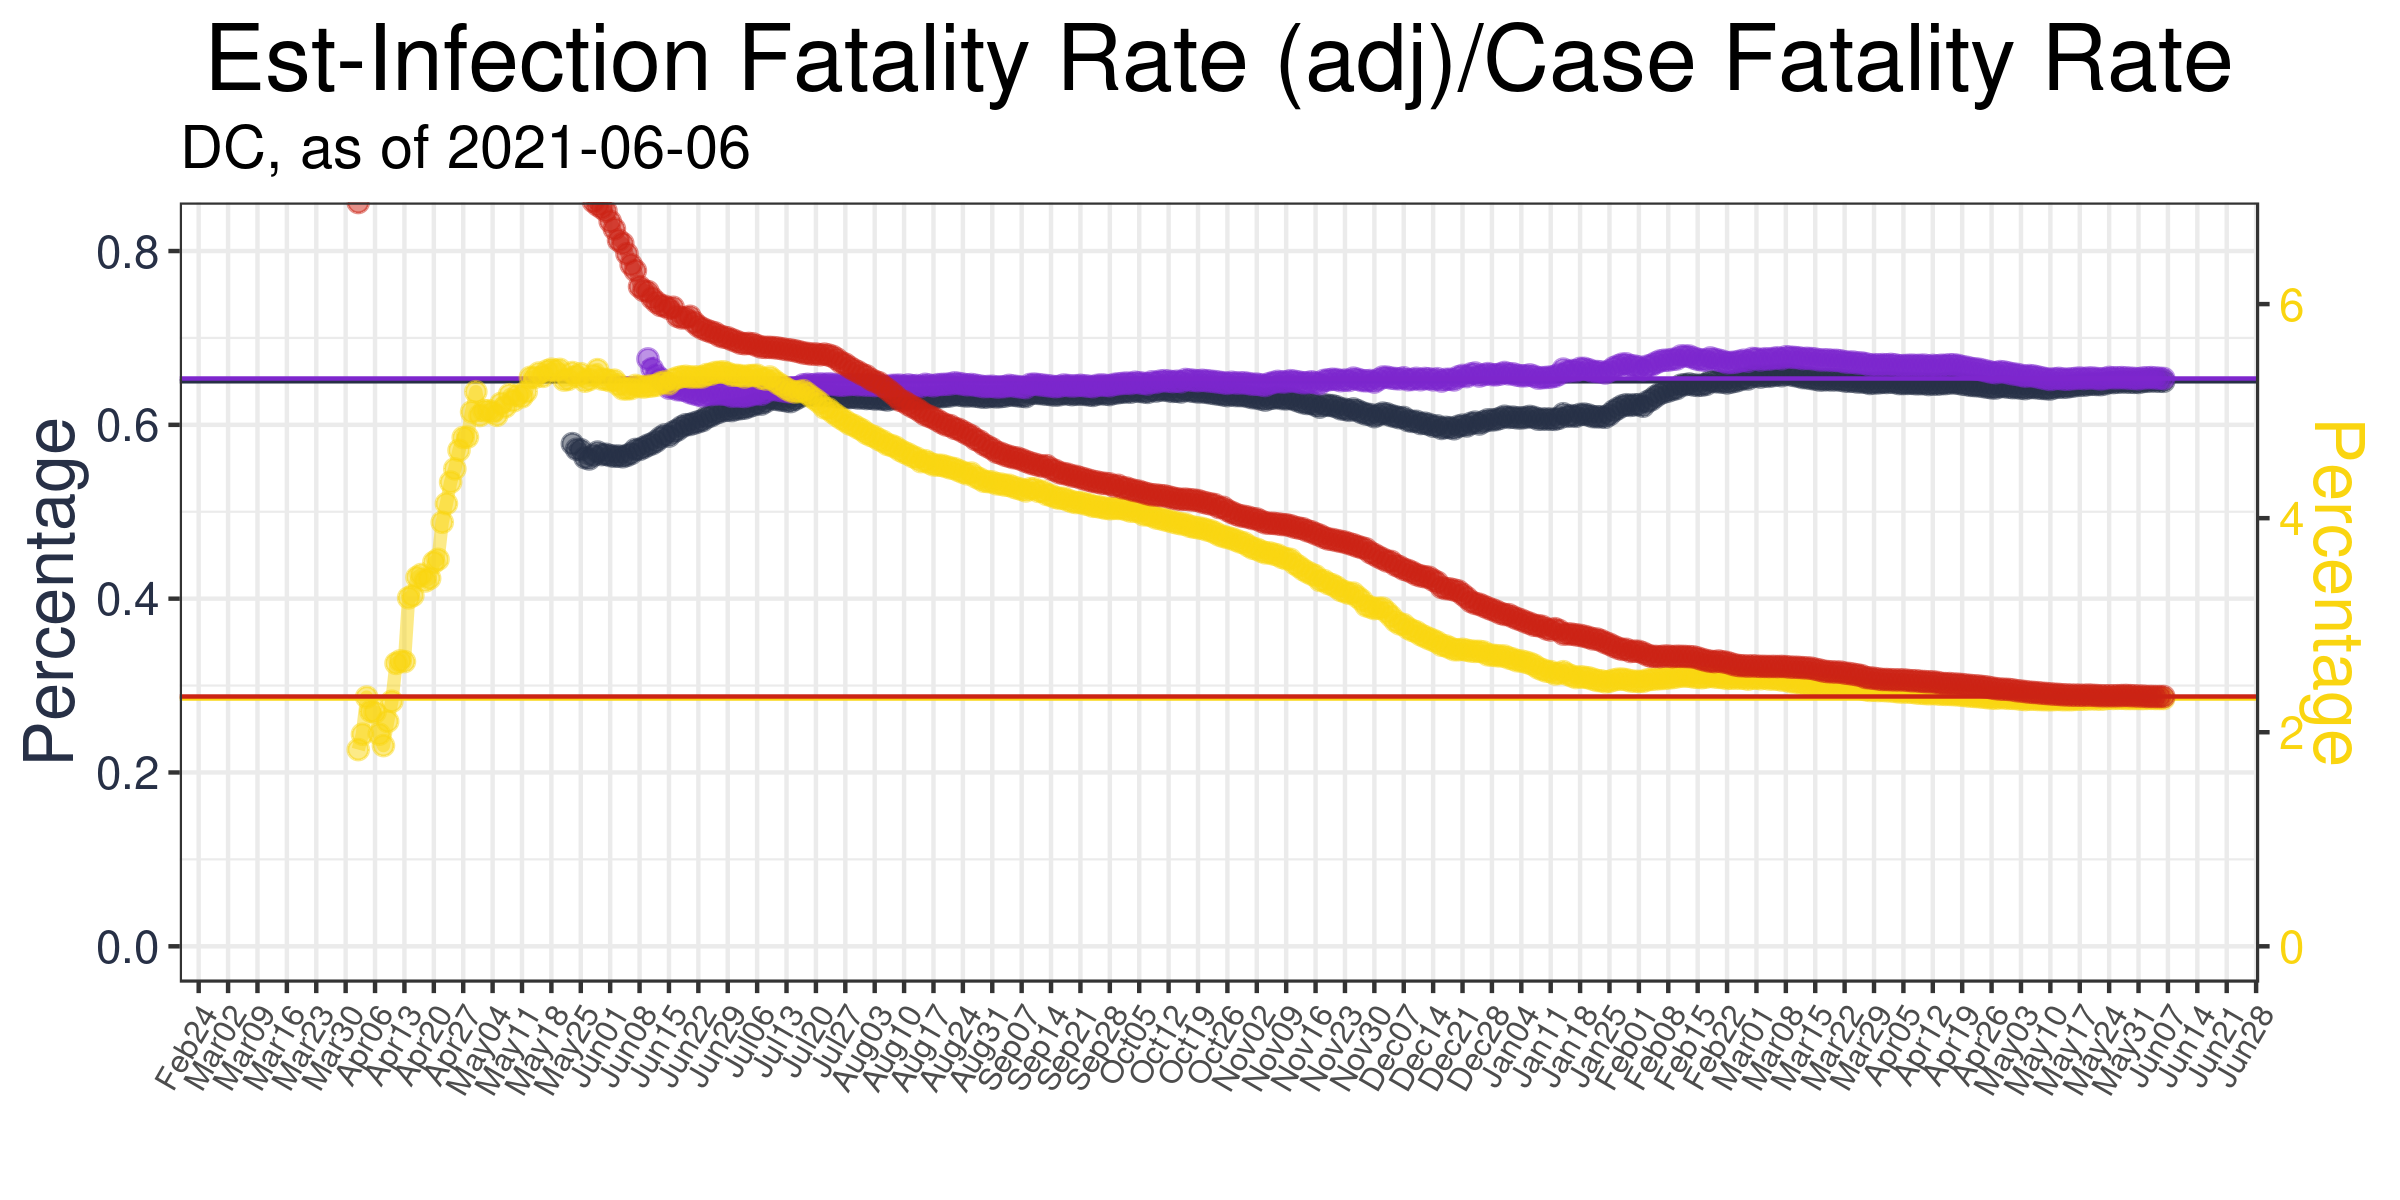 Est-Infection Fatality Rate (adj)/Case Fatality Rate
DC, as of 2021-06-06
Percentage
0.8
0.6
0.4
0.2
0.0
6
4
2
0
Percentage
Feb24
Mar02
Mar09
Mar16
Mar23
Mar30
Apr06
Apr13
Apr20
Apr27
May04
May11
May18
May25
Jun01
Jun08
Jun15
Jun22
Jun29
Jul06
Jul13
Jul20
Jul27
Aug03
Aug10
Aug17
Aug24
Aug31
Sep07
Sep14
Sep21
Sep28
Oct05
Oct12
Oct19
Oct26
Nov02
Nov09
Nov16
Nov23
Nov30
Dec07
Dec14
Dec21
Dec28
Dec04
Jan11
Jan18
Jan25
Feb01
Feb08
Feb15
Feb22
Mar01
Mar08
Mar15
Mar22
Mar29
Apr05
Apr12
Apr19
Apr26
May03
May10
May17
May24
May31
May07
Jun14
Jun21
Jun28